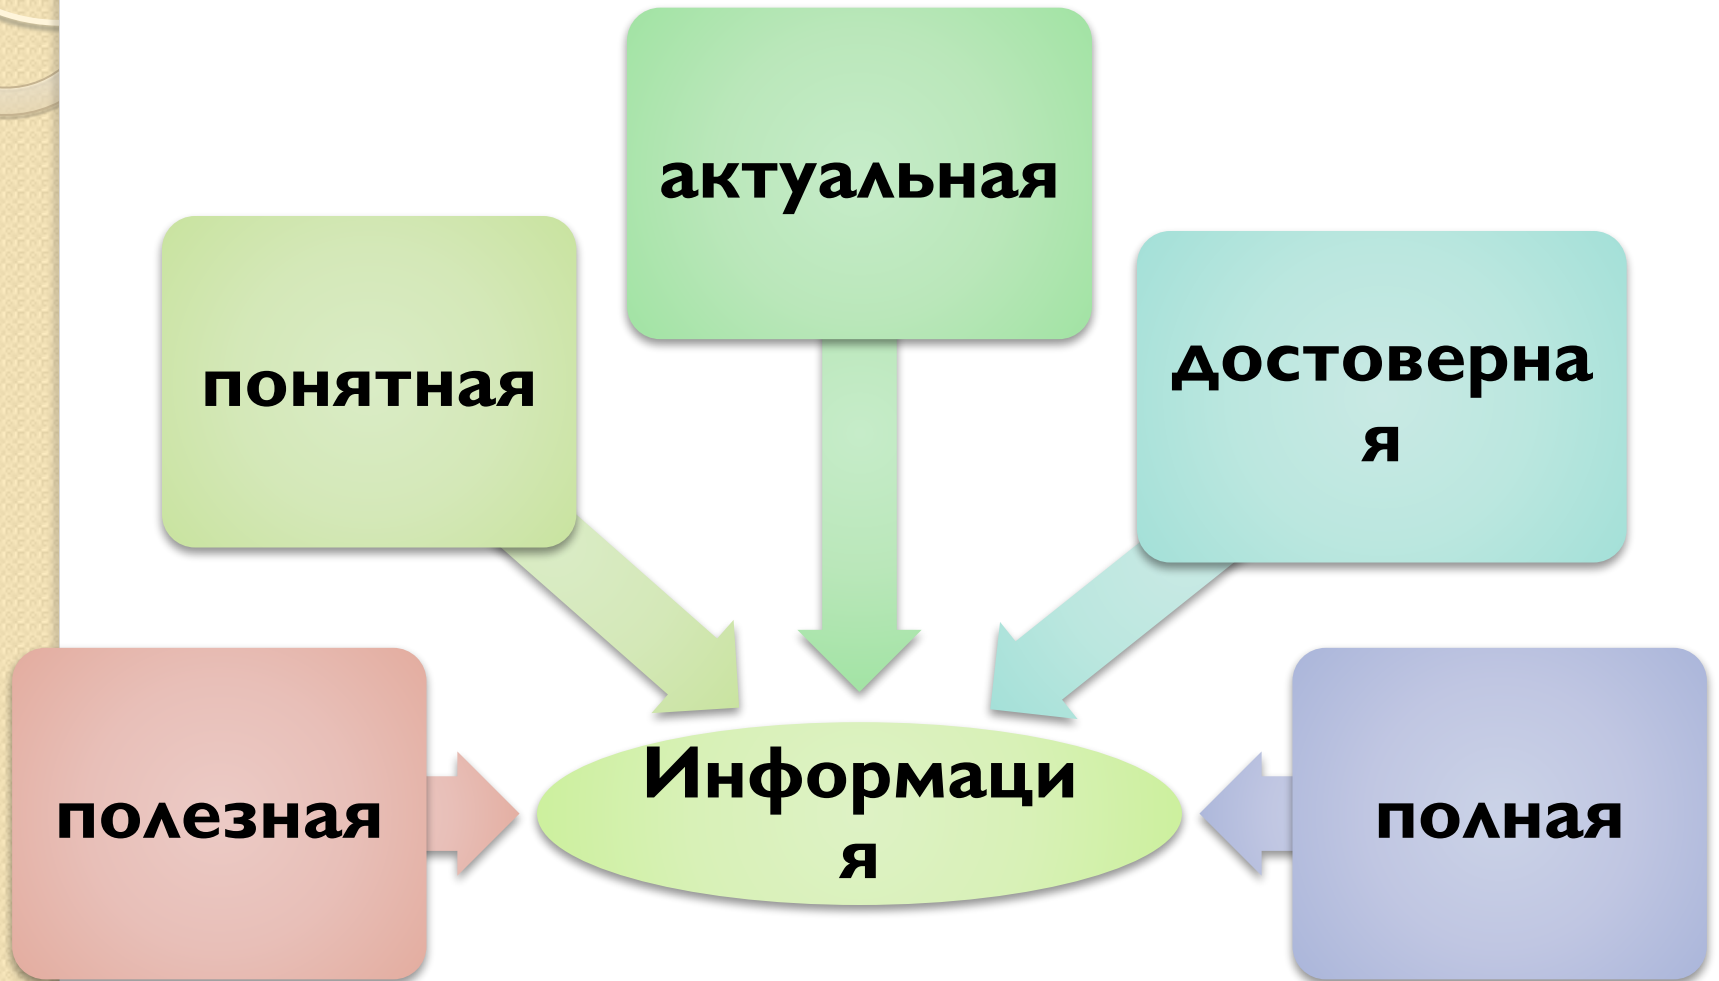 актуальная
понятная
достоверна
я
полезная
Информаци
я
полная